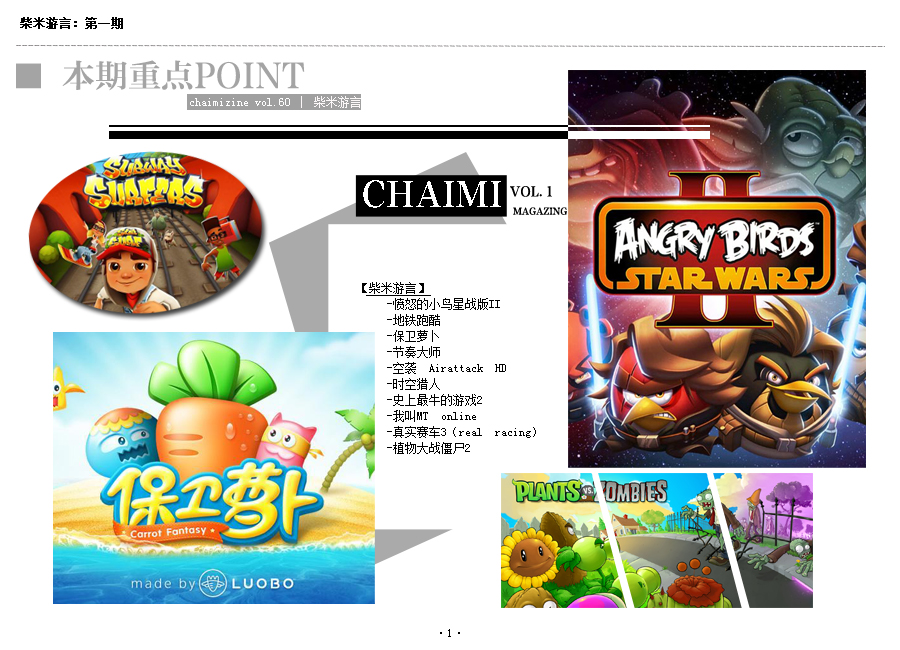 柴米游言：第一期
本期重点POINT
chaimizine vol.60 | 柴米游言
SUBWAY
SURFERS
CHAIMI VOL. 1
MAGAZING
ANGRY BIRDS
STAR WARS
II
【柴米游言】
-愤怒的小鸟星战版II
-地铁跑酷
-保卫萝卜
-节奏大师
-空袭 Airattack HD
-时空猎人
-史上最牛的游戏2
-我叫MT online
-真实赛车3（real racing）
-植物大战僵尸2
保卫萝卜
Carrot Fantasy
made by LUOBO
PLANTS VS. ZOMBIES
·1·